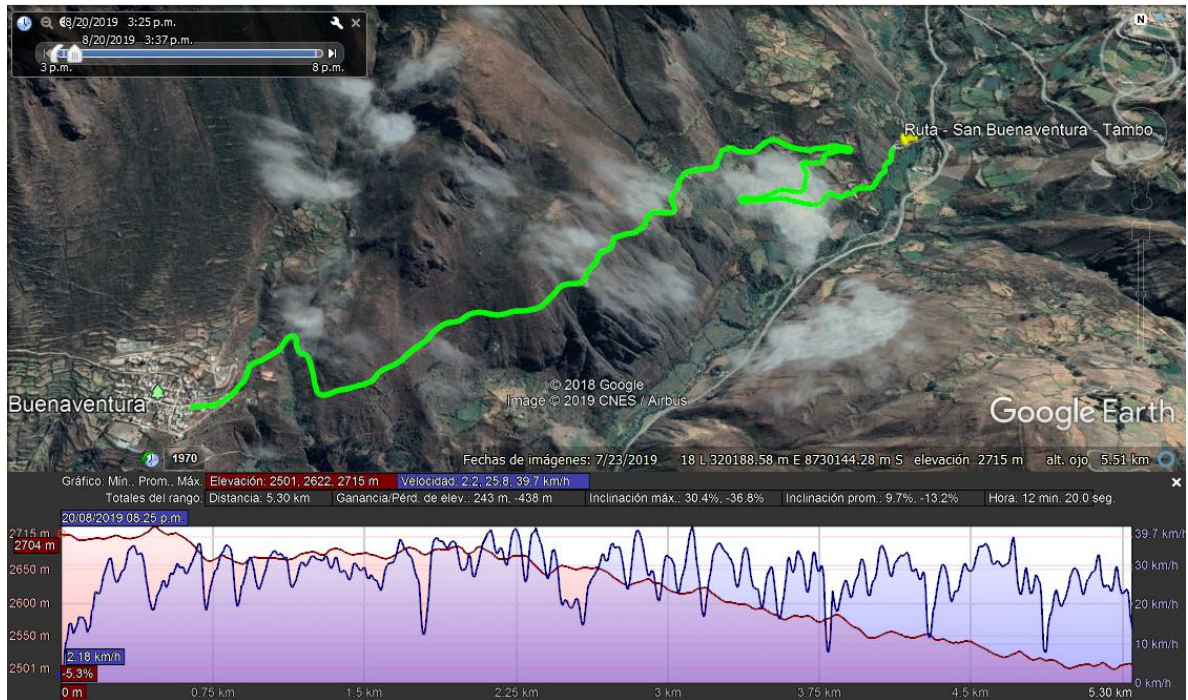 8/20/2019 3:25 p.m.
8/20/2019 3:37 p.m.
3 p.m. 8 p.m.
N
Ruta - San Buenaventura - Tambo
Buenaventura
© 2018 Google
Image © 2019 CNES / Airbus
Google Earth
1970
Fechas de imágenes: 7/23/2019 18 L 320188.58 m E 8730144.28 m S elevación 2715 m alt. ojo 5.51 km
Gráfico: Mín., Prom., Máx. Elevación: 2501, 2622, 2715 m Velocidad: 2.2, 25.8, 39.7 km/h
Totales del rango: Distancia: 5.30 km Ganancia/Pérd. de elev.: 243 m, -438 m Inclinación máx.: 30.4%, -36.8% Inclinación prom.: 9.7%, -13.2% Hora: 12 min. 20.0 seg.
20/08/2019 08:25 p.m.
2715 m 39.7 km/h
2704 m
2650 m 30 km/h
2600 m 20 km/h
2550 m 10 km/h
2.18 km/h
2501 m -5.3% 0 km/h
0 m 0.75 km 1.5 km 2.25 km 3 km 3.75 km 4.5 km 5.30 km